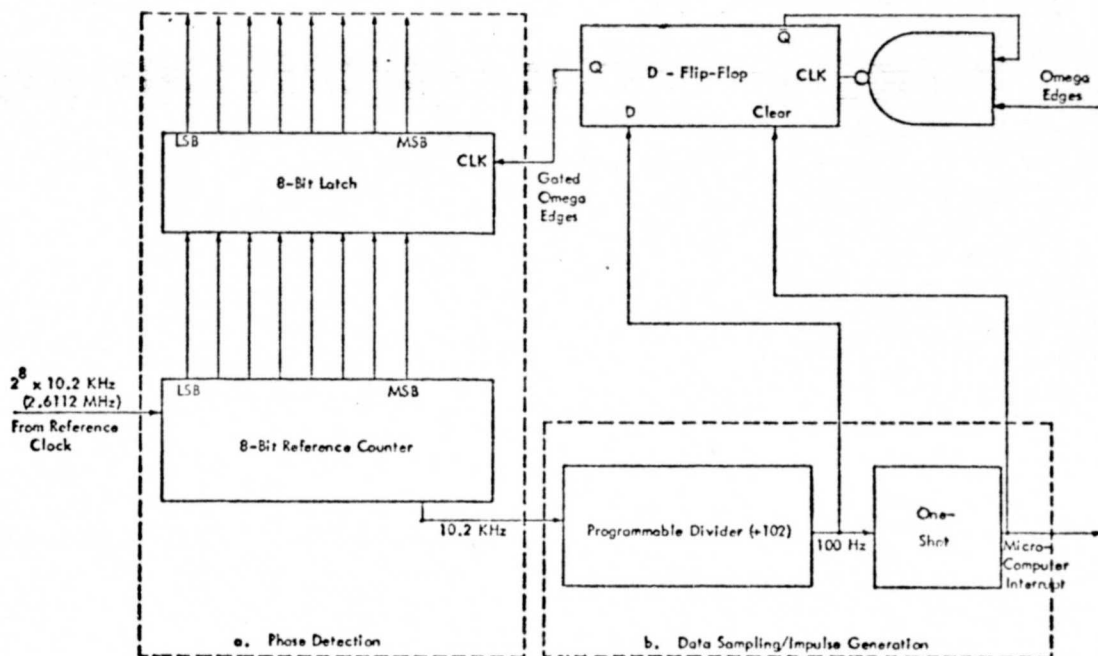 LSB
MSB
CLK
8-Bit Latch
Q
Q
D - Flip-Flop
CLK
D
Clear
Omega
Edges
Gated
Omega
Edges
2^8 x 10.2 KHz
(2.6112 MHz)
From Reference
Clock
LSB
MSB
8-Bit Reference Counter
10.2 KHz
Programmable Divider (÷102)
100 Hz
One-
Shot
Micro-
Computer
Interrupt
a. Phase Detection
b. Data Sampling/Impulse Generation